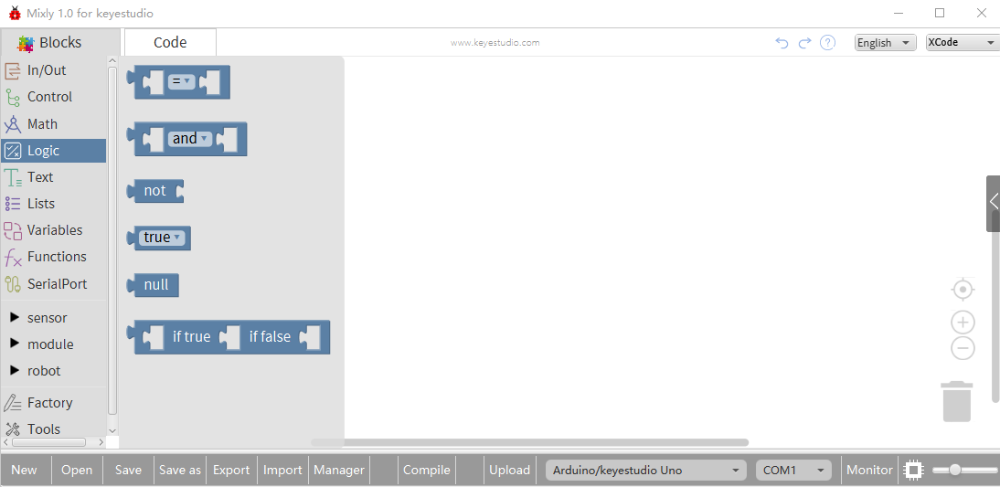 Mixly 1.0 for keyestudio
Blocks Code www.keyestudio.com ? English XCode
In/Out
Control
Math
Logic
Text
Lists
Variables
Functions
SerialPort
sensor
module
robot
Factory
Tools
=
and
not
true
null
if true if false
New Open Save Save as Export Import Manager Compile Upload Arduino/keyestudio Uno COM1 Monitor